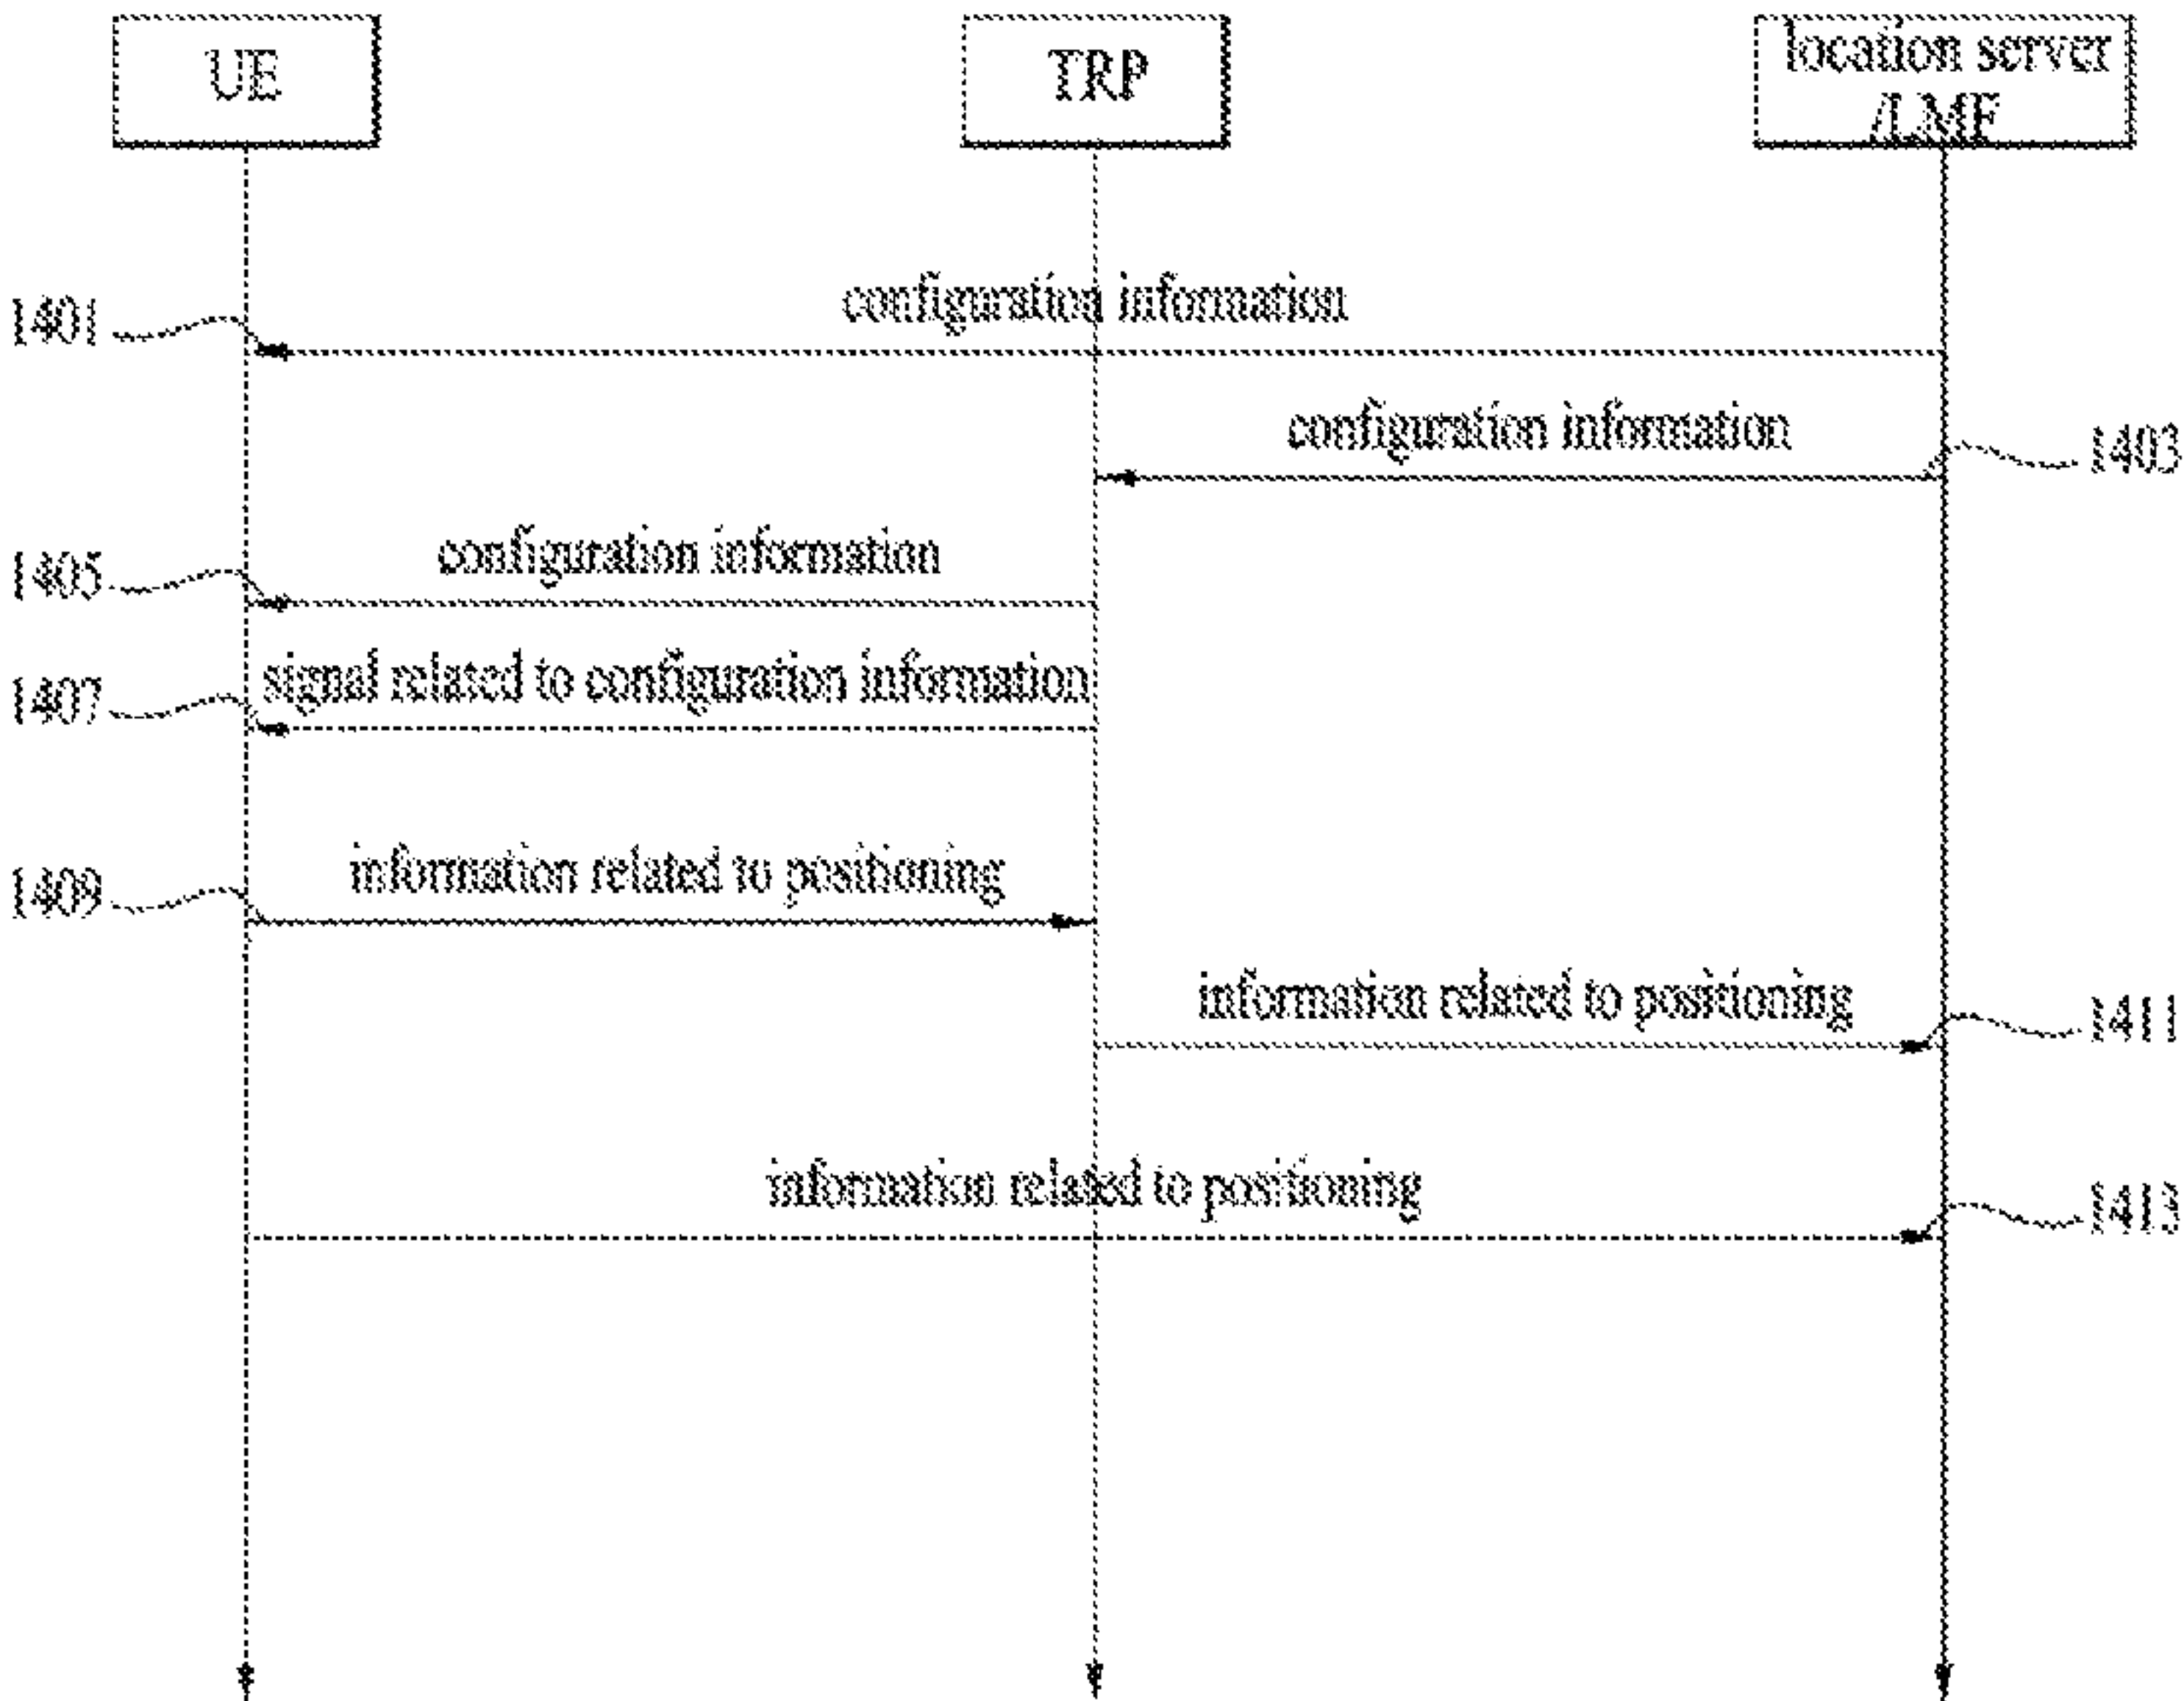 UE
TRP
location server
/LMF
configuration information
1401
configuration information
1403
configuration information
1405
signal related to configuration information
1407
information related to positioning
1409
information related to positioning
1411
information related to positioning
1413